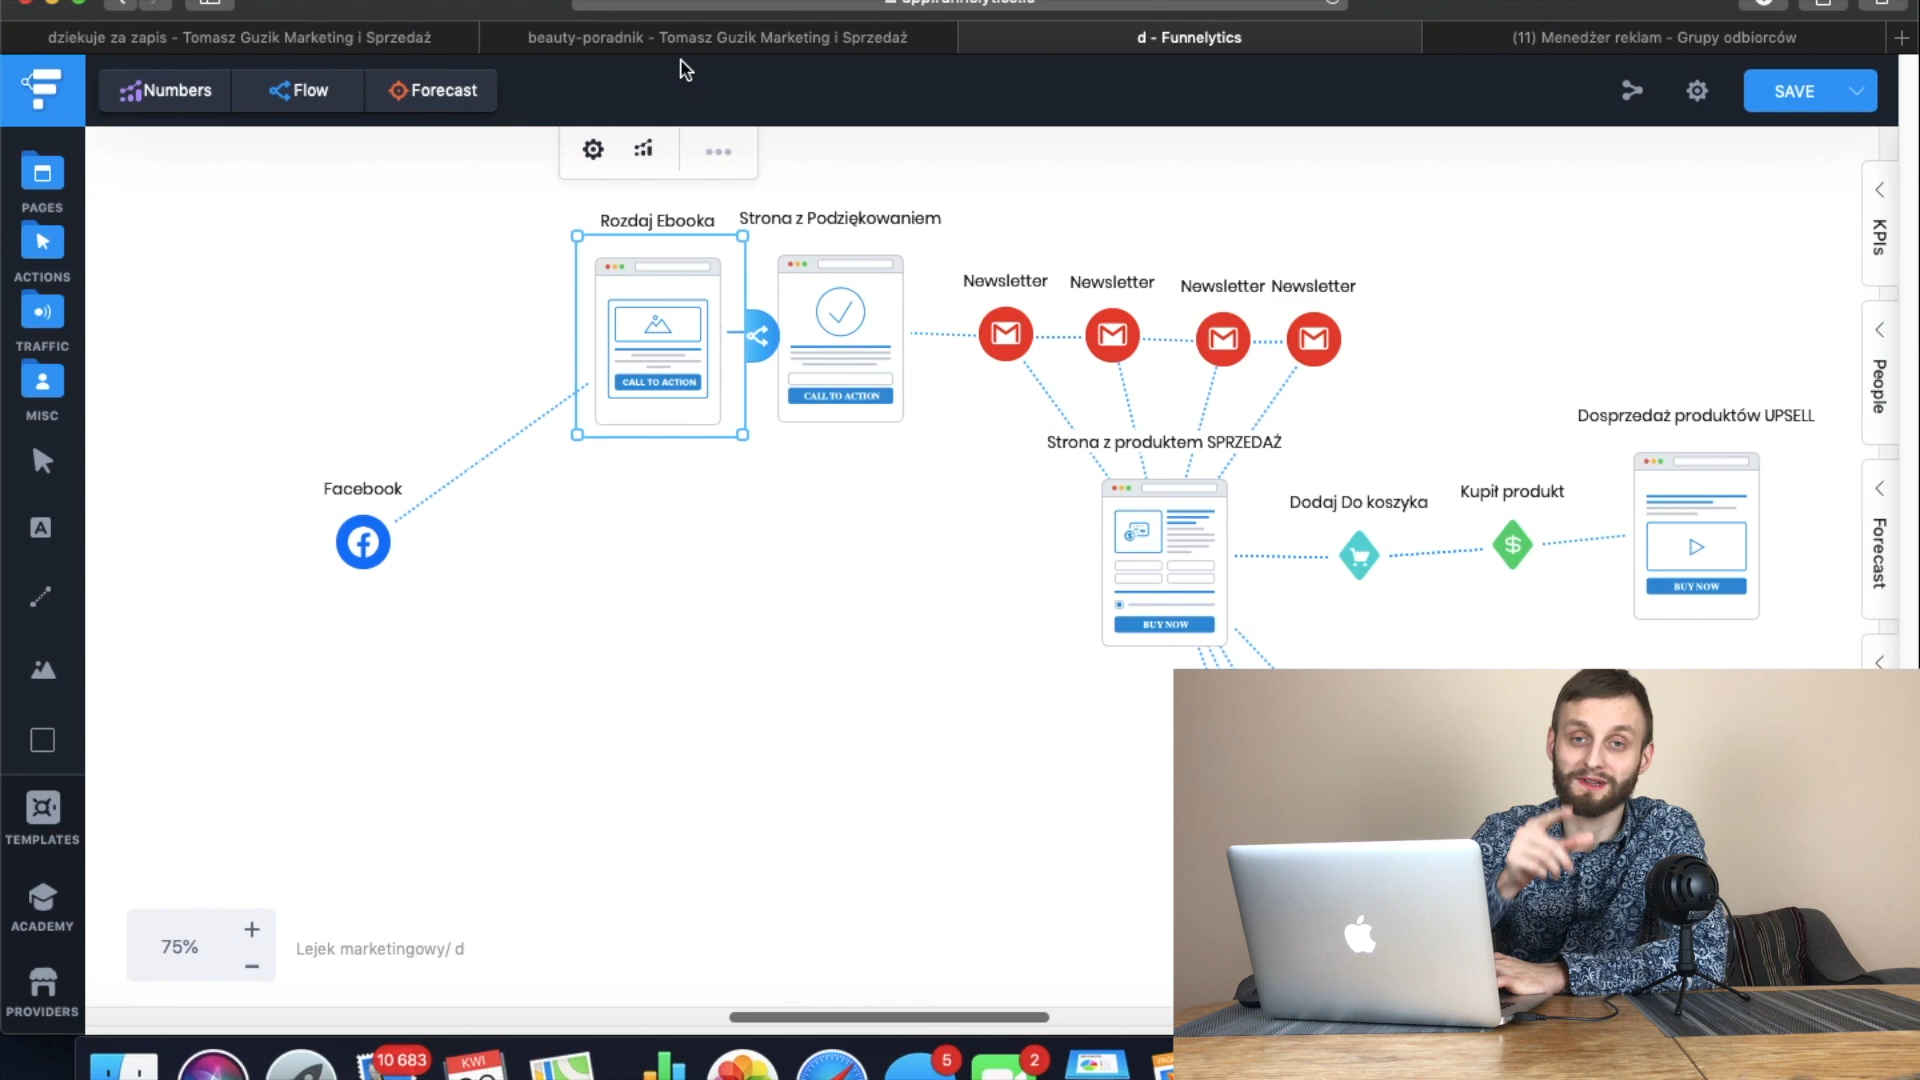 dziekuje za zapis - Tomasz Guzik Marketing i Sprzedaż
beauty-poradnik - Tomasz Guzik Marketing i Sprzedaż
d - Funnelytics
(11) Menedżer reklam - Grupy odbiorców
Numbers
Flow
Forecast
SAVE
PAGES
ACTIONS
TRAFFIC
MISC
TEMPLATES
ACADEMY
PROVIDERS
Rozdaj Ebooka
Strona z Podziękowaniem
CALL TO ACTION
CALL TO ACTION
Newsletter
Newsletter
Newsletter
Newsletter
Facebook
Strona z produktem SPRZEDAŻ
BUY NOW
Dodaj Do koszyka
Kupił produkt
Dosprzedaż produktów UPSELL
BUY NOW
KPIs
People
Forecast
75%
Lejek marketingowy/ d
10 683
KWI
5
2